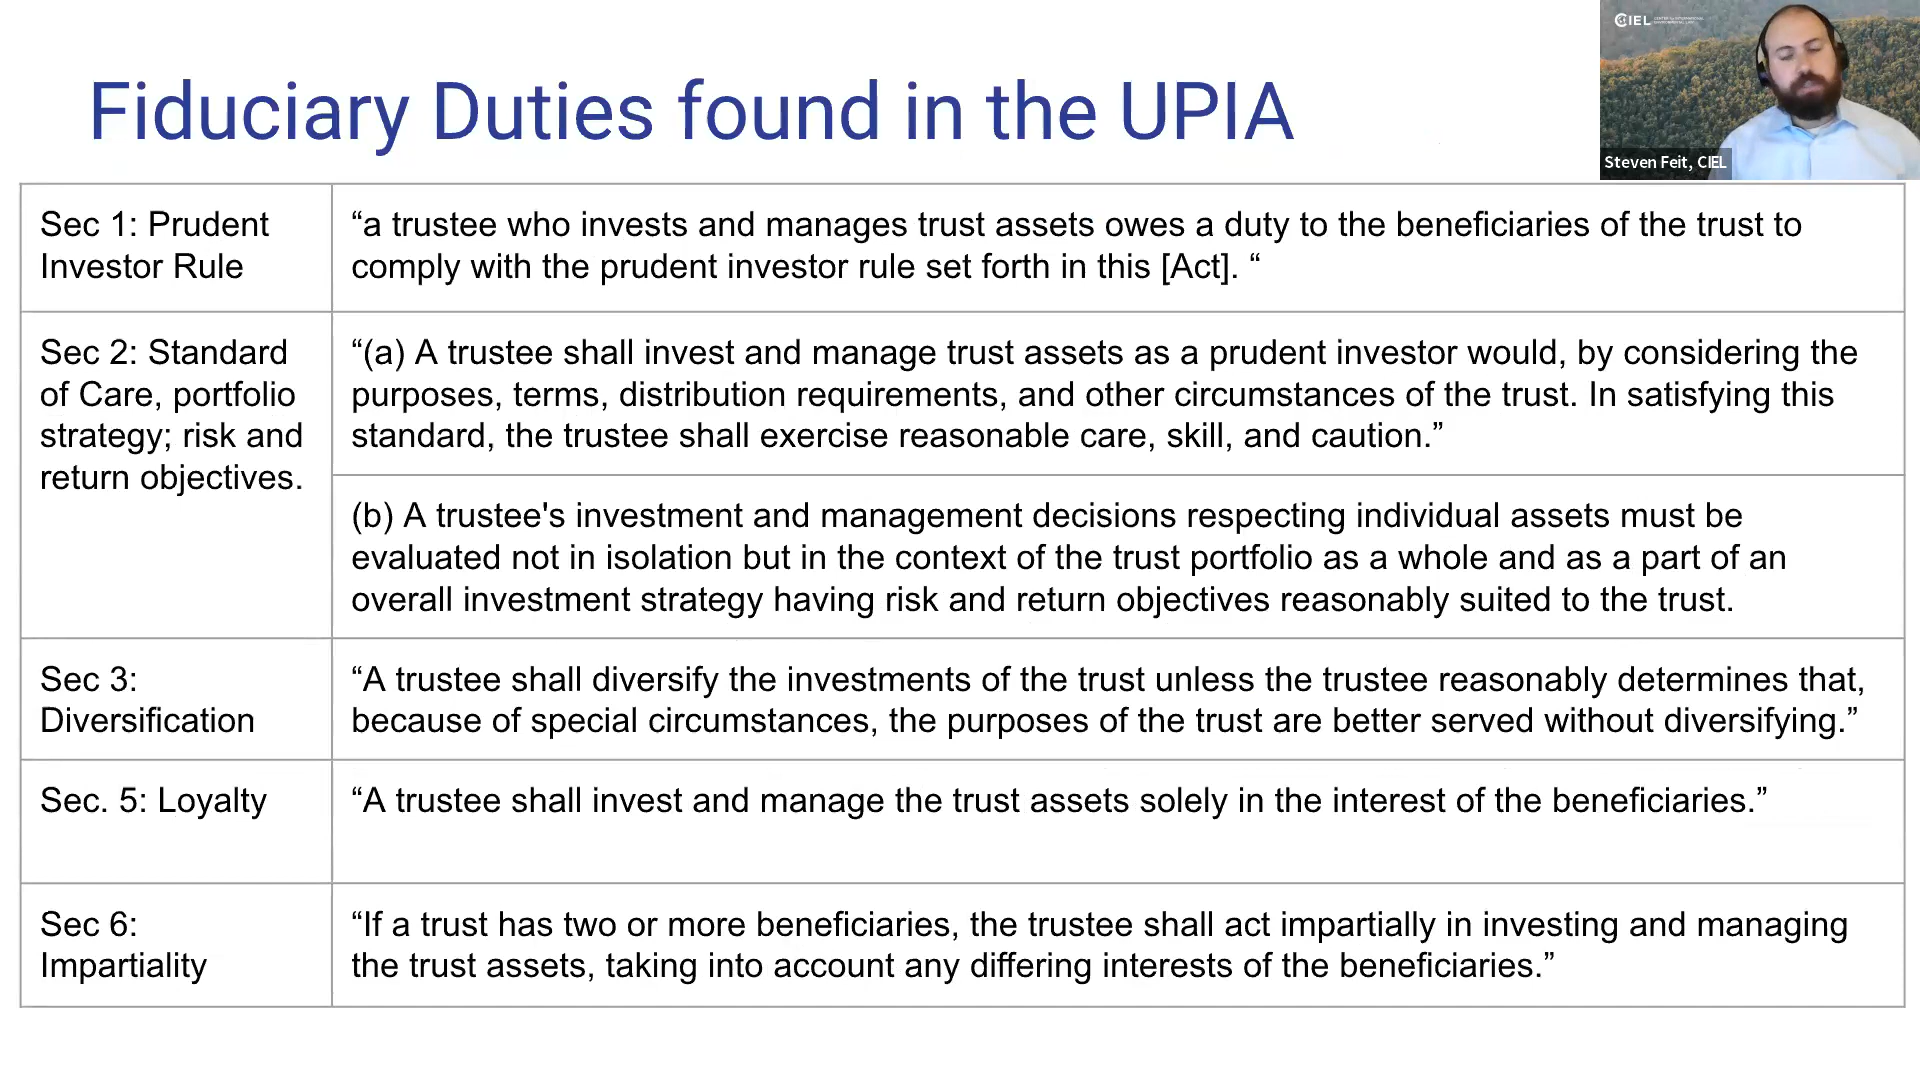 CIEL
Steven Feit, CIEL
Fiduciary Duties found in the UPIA
Sec 1: Prudent
Investor Rule
“a trustee who invests and manages trust assets owes a duty to the beneficiaries of the trust to
comply with the prudent investor rule set forth in this [Act]. “
Sec 2: Standard
of Care, portfolio
strategy; risk and
return objectives.
“(a) A trustee shall invest and manage trust assets as a prudent investor would, by considering the
purposes, terms, distribution requirements, and other circumstances of the trust. In satisfying this
standard, the trustee shall exercise reasonable care, skill, and caution.”
(b) A trustee's investment and management decisions respecting individual assets must be
evaluated not in isolation but in the context of the trust portfolio as a whole and as a part of an
overall investment strategy having risk and return objectives reasonably suited to the trust.
Sec 3:
Diversification
“A trustee shall diversify the investments of the trust unless the trustee reasonably determines that,
because of special circumstances, the purposes of the trust are better served without diversifying.”
Sec. 5: Loyalty
“A trustee shall invest and manage the trust assets solely in the interest of the beneficiaries.”
Sec 6:
Impartiality
“If a trust has two or more beneficiaries, the trustee shall act impartially in investing and managing
the trust assets, taking into account any differing interests of the beneficiaries.”